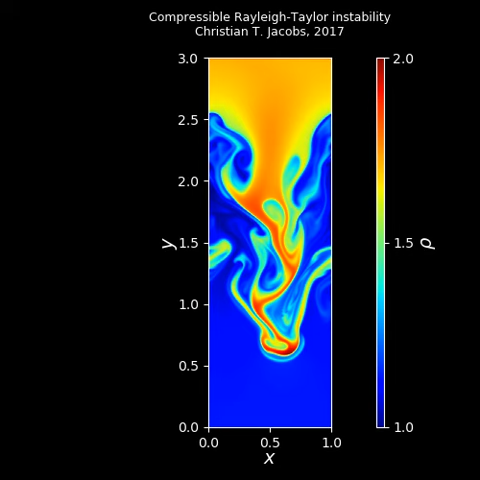 Compressible Rayleigh-Taylor instability
Christian T. Jacobs, 2017
3.0
2.5
2.0
1.5
1.0
0.5
0.0
y
0.0 0.5 1.0
x
2.0
1.5
1.0
ρ